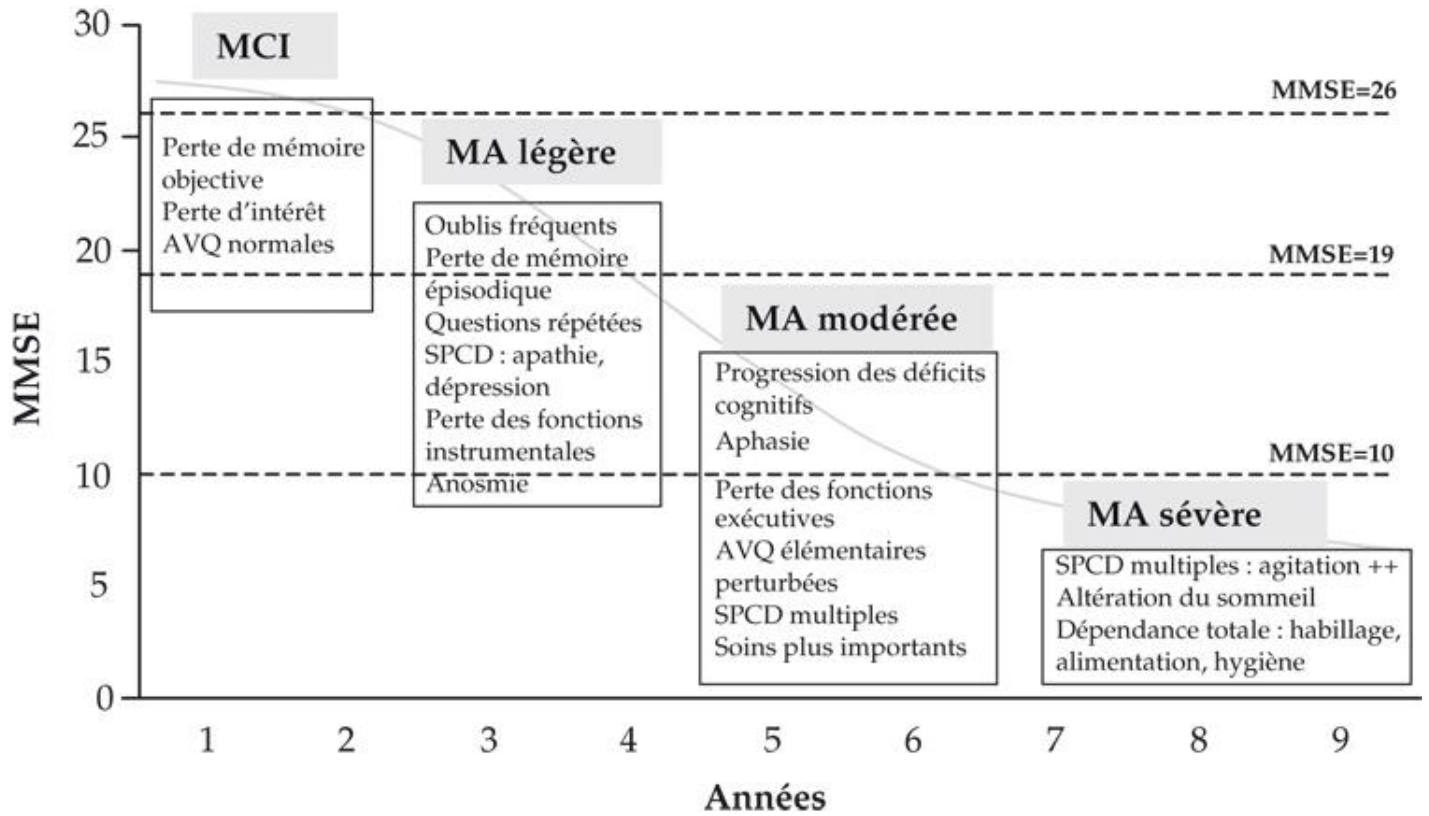 30
25
20
15
10
5
0
MMSE
MCI
Perte de mémoire
objective
Perte d'intérêt
AVQ normales
MA légère
Oublis fréquents
Perte de mémoire
épisodique
Questions répétées
SPCD : apathie,
dépression
Perte des fonctions
instrumentales
Anosmie
MA modérée
Progression des déficits
cognitifs
Aphasie
Perte des fonctions
exécutives
AVQ élémentaires
perturbées
SPCD multiples
Soins plus importants
MA sévère
SPCD multiples : agitation ++
Altération du sommeil
Dépendance totale : habillage,
alimentation, hygiène
MMSE=26
MMSE=19
MMSE=10
1 2 3 4 5 6 7 8 9
Années